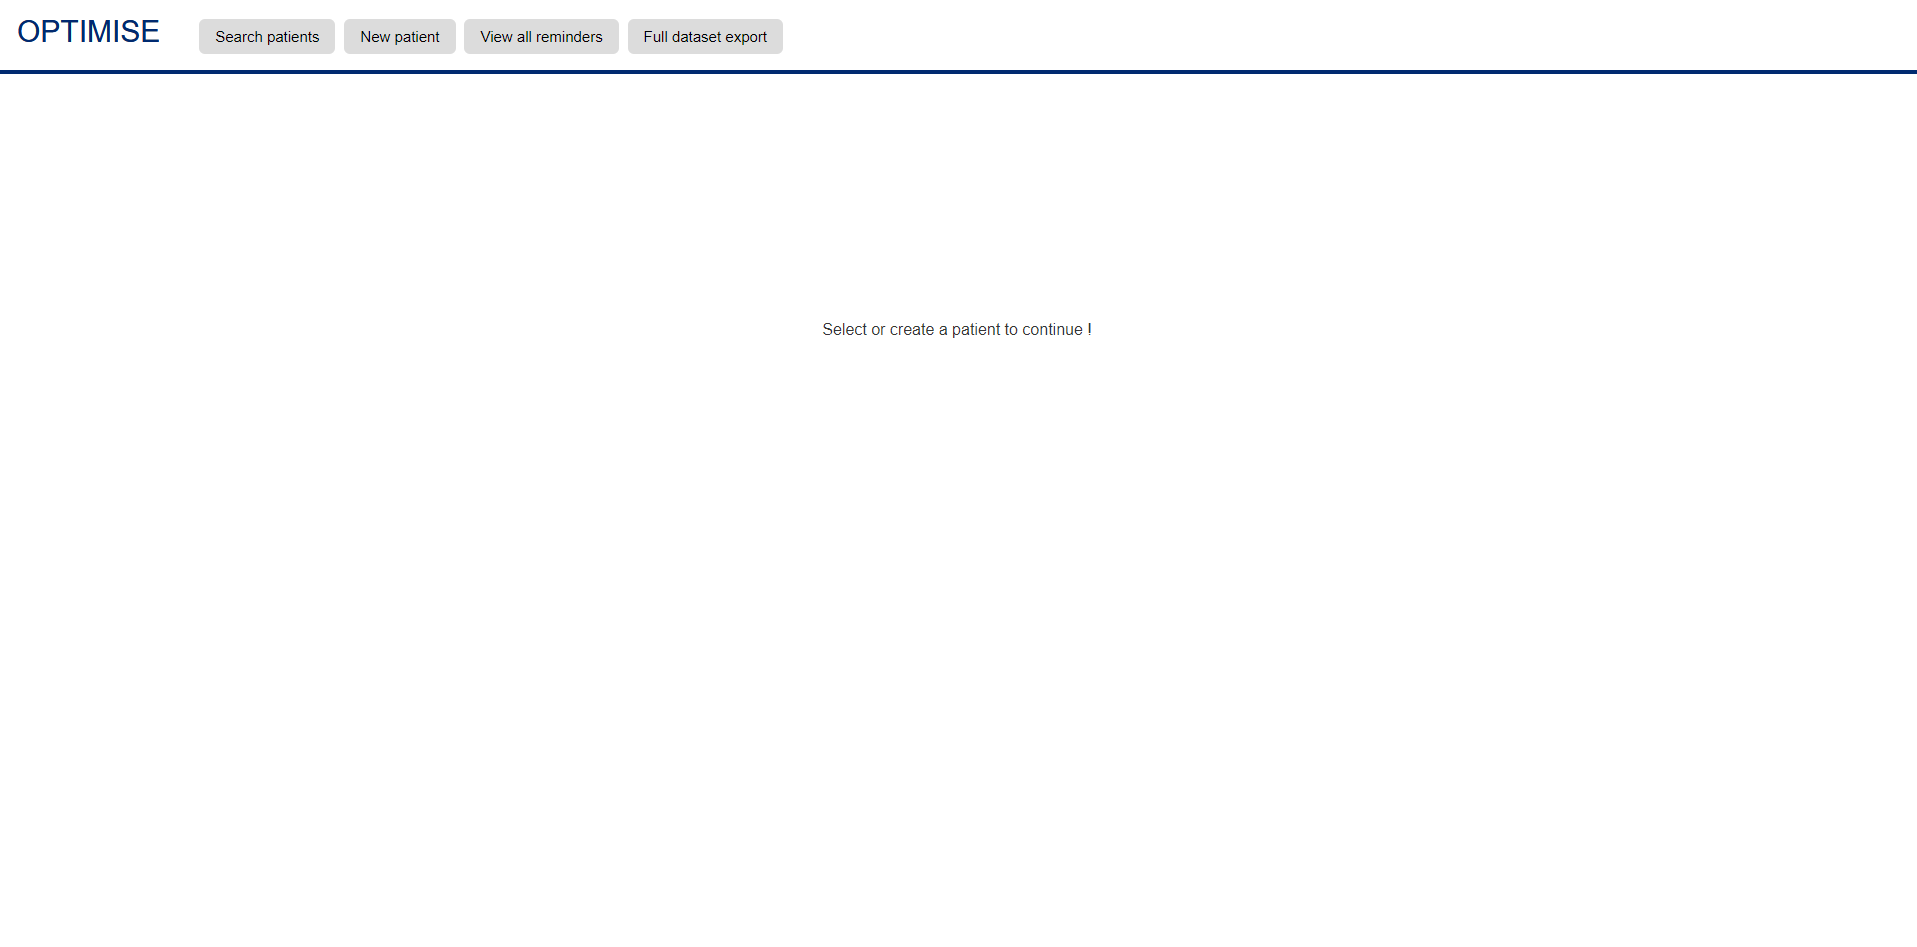 OPTIMISE
Search patients New patient View all reminders Full dataset export
Select or create a patient to continue !